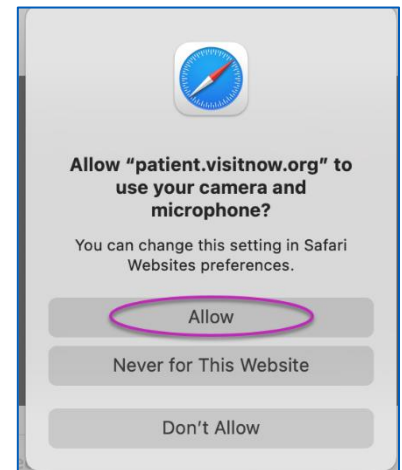 Allow “patient.visitnow.org” to
use your camera and
microphone?
You can change this setting in Safari
Websites preferences.
Allow
Never for This Website
Don’t Allow